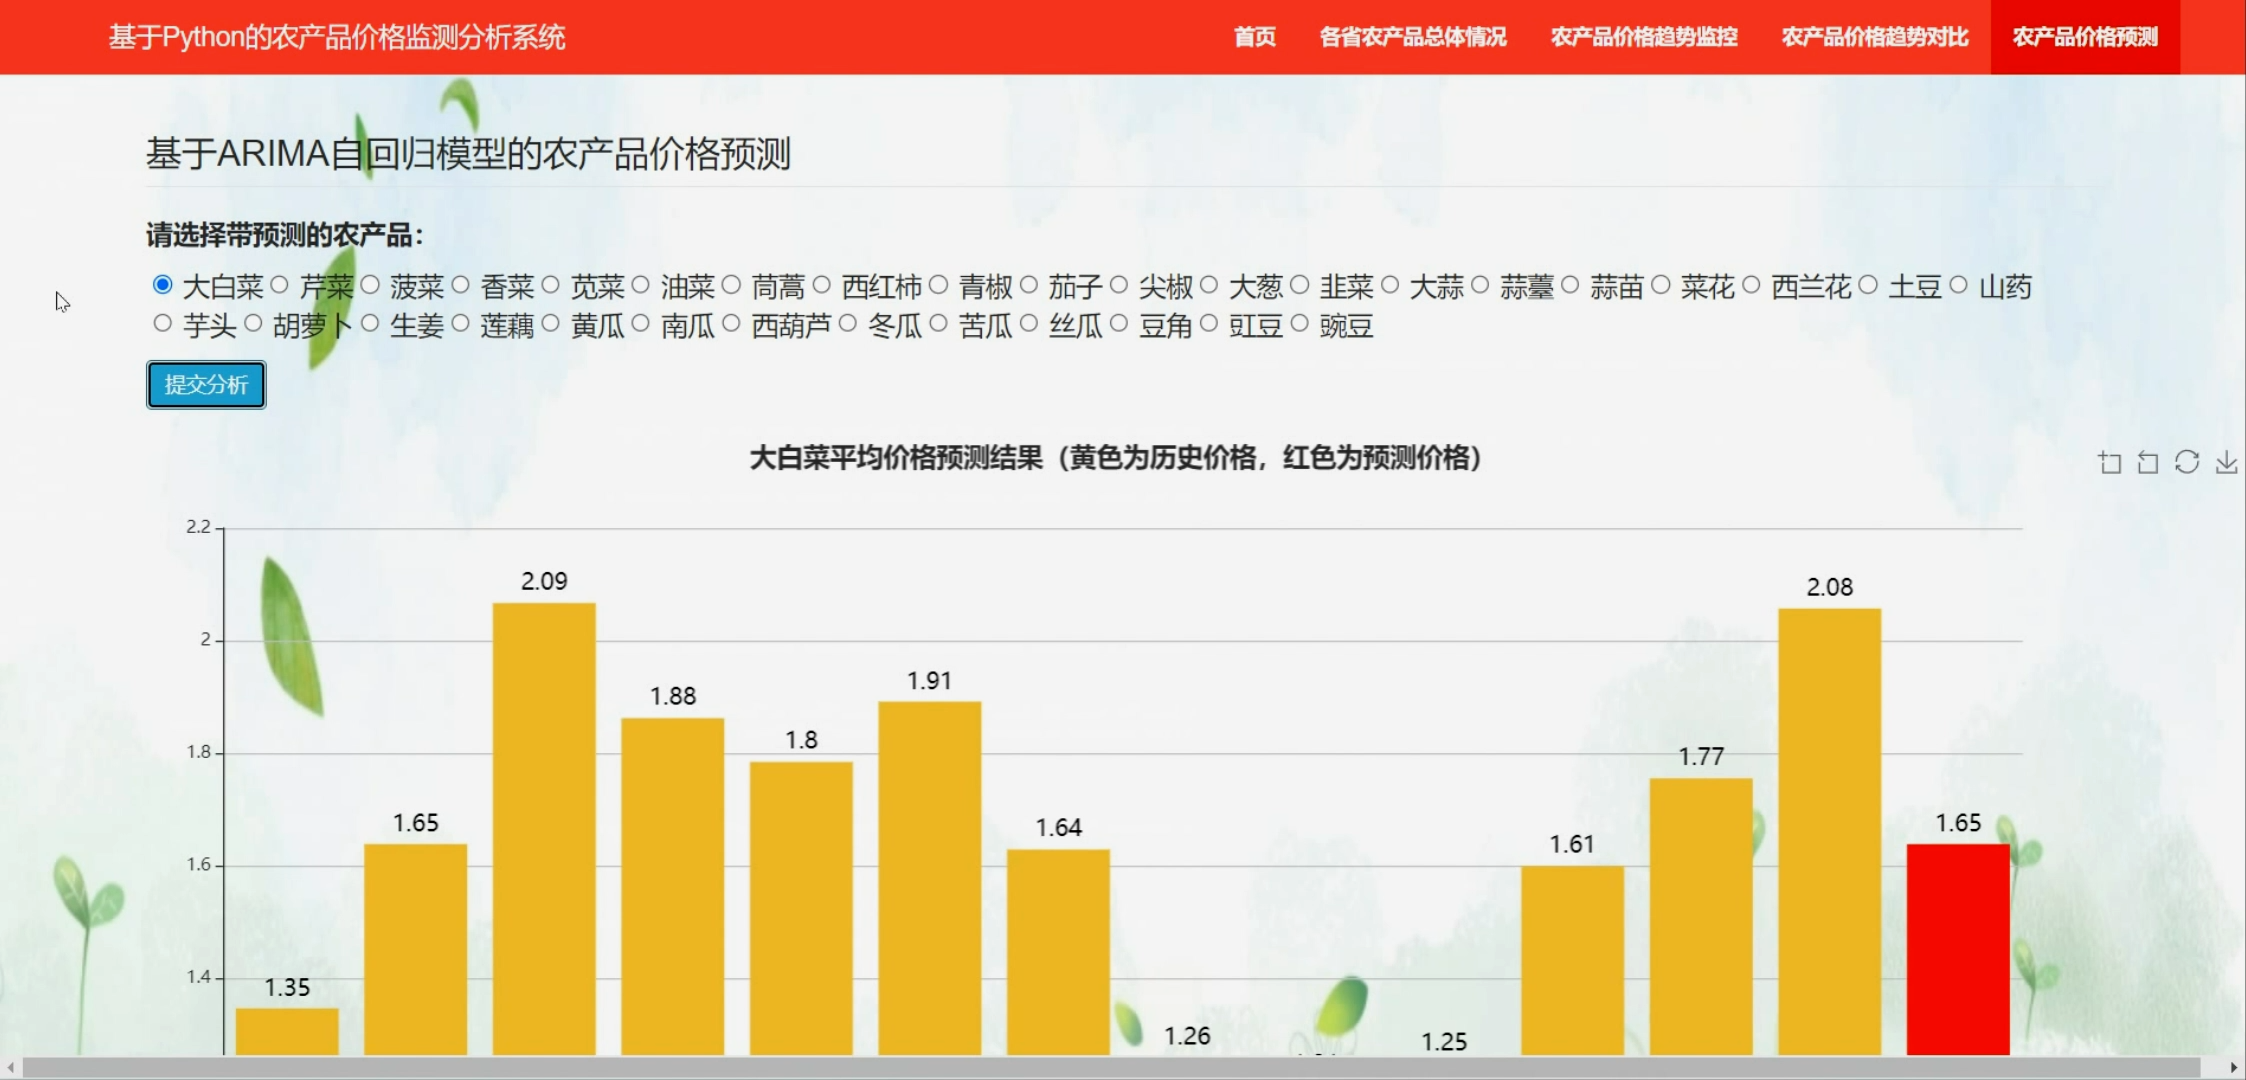 基于Python的农产品价格监测分析系统 首页 各省农产品总体情况 农产品价格趋势监控 农产品价格趋势对比 农产品价格预测
基于ARIMA自回归模型的农产品价格预测
请选择带预测的农产品：
大白菜 芹菜 菠菜 香菜 苋菜 油菜 茼蒿 西红柿 青椒 茄子 尖椒 大葱 韭菜 大蒜 蒜薹 蒜苗 菜花 西兰花 土豆 山药
芋头 胡萝卜 生姜 莲藕 黄瓜 南瓜 西葫芦 冬瓜 苦瓜 丝瓜 豆角 豇豆 豌豆
提交分析
大白菜平均价格预测结果（黄色为历史价格，红色为预测价格）
2.2
2.09 2.08
2
1.88 1.91
1.8 1.8 1.77
1.65 1.64 1.61 1.65
1.6
1.4
1.35 1.26 1.25